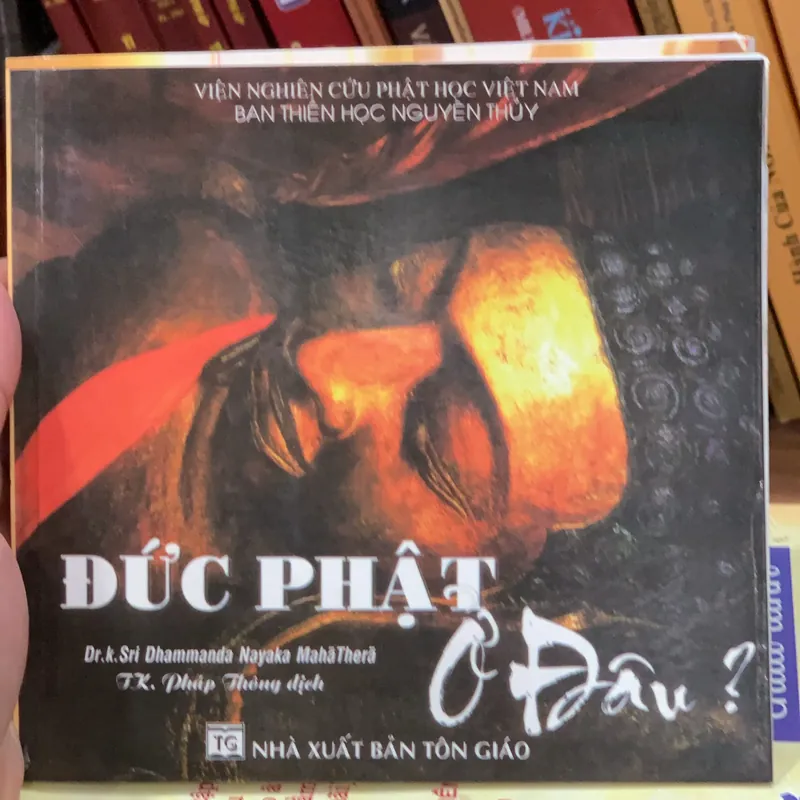 VIỆN NGHIÊN CỨU PHẬT HỌC VIỆT NAM
BAN THIỀN HỌC NGUYÊN THỦY
ĐỨC PHẬT
Ở Đâu ?
Dr.k.Sri Dhammanda Nayaka MahāTherā
TK. Pháp Thông dịch
TG NHÀ XUẤT BẢN TÔN GIÁO